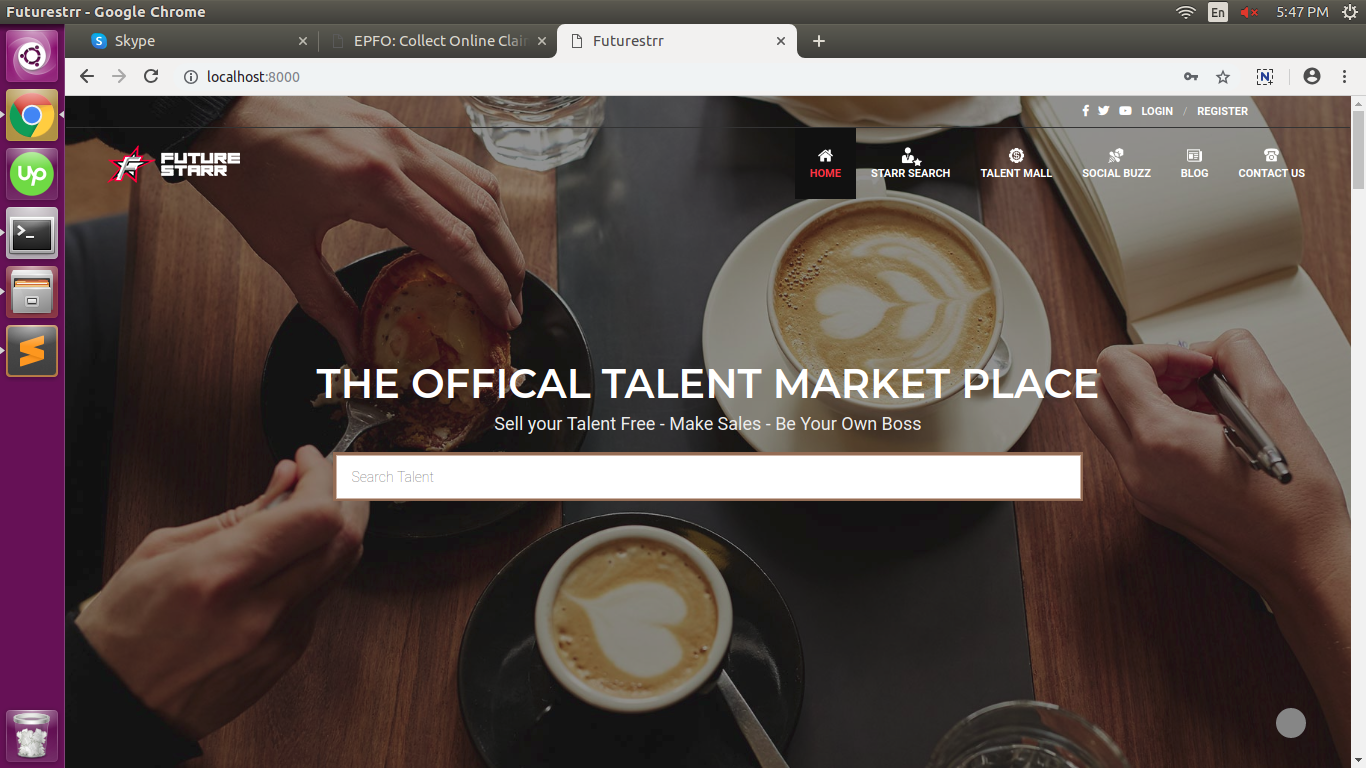 Futurestrr - Google Chrome
En
5:47 PM
Skype
EPFO: Collect Online Clai
Futurestrr
localhost:8000
LOGIN / REGISTER
FUTURE
STARR
HOME
STARR SEARCH
TALENT MALL
SOCIAL BUZZ
BLOG
CONTACT US
THE OFFICAL TALENT MARKET PLACE
Sell your Talent Free - Make Sales - Be Your Own Boss
Search Talent
Up